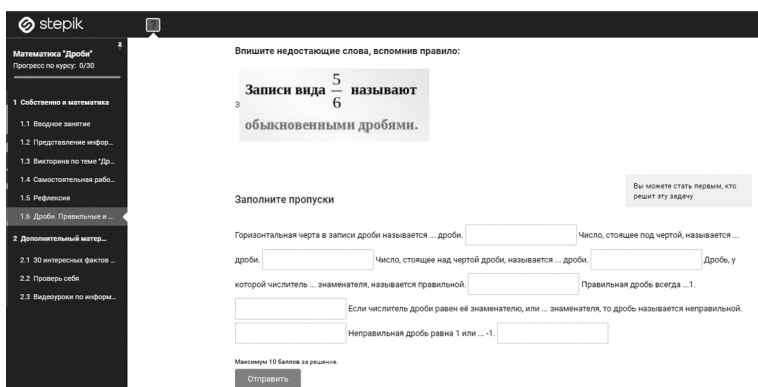 stepik
Математика "Дроби"
Прогресс по курсу: 0/30
1 Собственно и математика
1.1 Вводное занятие
1.2 Представление инфор...
1.3 Викторина по теме "Др...
1.4 Самостоятельная рабо...
1.5 Рефлексия
1.6 Дроби. Правильные и ...
2 Дополнительный матер...
2.1 30 интересных фактов ...
2.2 Проверь себя
2.3 Видеоуроки по информ...
?
Впишите недостающие слова, вспомнив правило:
Записи вида 5/6 называют
з
обыкновенными дробями.
Вы можете стать первым, кто
решит эту задачу
Заполните пропуски
Горизонтальная черта в записи дроби называется ... дроби. Число, стоящее под чертой, называется ...
дроби. Число, стоящее над чертой дроби, называется ... дроби. Дробь, у
которой числитель ... знаменателя, называется правильной. Правильная дробь всегда ...1.
Если числитель дроби равен её знаменателю, или ... знаменателя, то дробь называется неправильной.
Неправильная дробь равна 1 или ... -1.
Максимум 10 баллов за решение.
Отправить